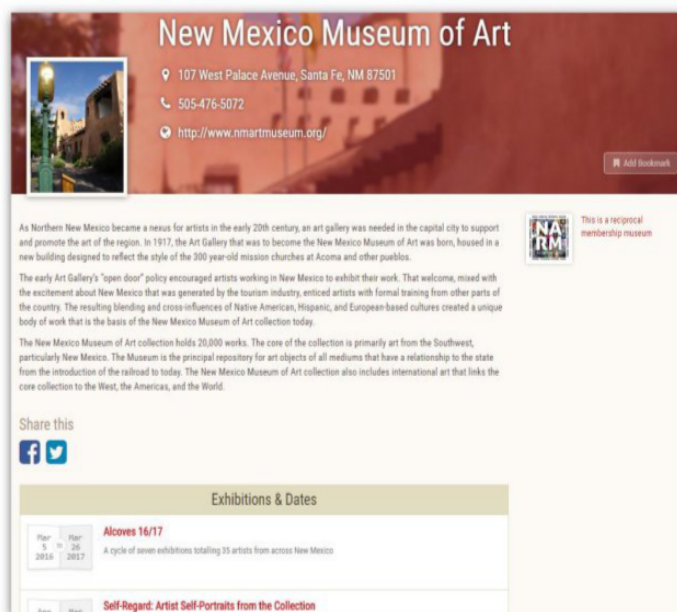 New Mexico Museum of Art
107 West Palace Avenue, Santa Fe, NM 87501
505-476-5072
http://www.nmartmuseum.org/
Add Bookmark
As Northern New Mexico became a nexus for artists in the early 20th century, an art gallery was needed in the capital city to support
and promote the art of the region. In 1917, the Art Gallery that was to become the New Mexico Museum of Art was born, housed in a
new building designed to reflect the style of the 300 year-old mission churches at Acoma and other pueblos.
The early Art Gallery's "open door" policy encouraged artists working in New Mexico to exhibit their work. That welcome, mixed with
the excitement about New Mexico that was generated by the tourism industry, enticed artists with formal training from other parts of
the country. The resulting blending and cross-influences of Native American, Hispanic, and European-based cultures created a unique
body of work that is the basis of the New Mexico Museum of Art collection today.
The New Mexico Museum of Art collection holds 20,000 works. The core of the collection is primarily art from the Southwest,
particularly New Mexico. The Museum is the principal repository for art objects of all mediums that have a relationship to the state
from the introduction of the railroad to today. The New Mexico Museum of Art collection also includes international art that links the
core collection to the West, the Americas, and the World.
NA
RM
This is a reciprocal
membership museum
Share this
Exhibitions & Dates
Mar 5 2016 to Mar 26 2017
Alcoves 16/17
A cycle of seven exhibitions totalling 35 artists from across New Mexico
Self-Regard: Artist Self-Portraits from the Collection